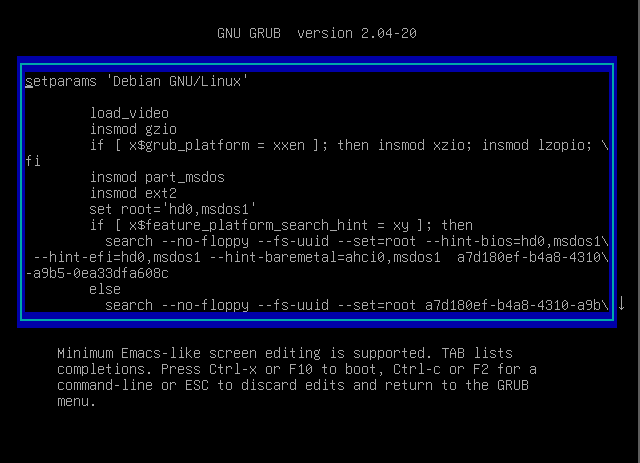 GNU GRUB  version 2.04-20
setparams 'Debian GNU/Linux'
load_video
insmod gzio
if [ x$grub_platform = xxen ]; then insmod xzio; insmod lzopio; \
fi
insmod part_msdos
insmod ext2
set root='hd0,msdos1'
if [ x$feature_platform_search_hint = xy ]; then
search --no-floppy --fs-uuid --set=root --hint-bios=hd0,msdos1\
--hint-efi=hd0,msdos1 --hint-baremetal=ahci0,msdos1  a7d180ef-b4a8-4310\
-a9b5-0ea33dfa608c
else
search --no-floppy --fs-uuid --set=root a7d180ef-b4a8-4310-a9b\
Minimum Emacs-like screen editing is supported. TAB lists
completions. Press Ctrl-x or F10 to boot, Ctrl-c or F2 for a
command-line or ESC to discard edits and return to the GRUB
menu.